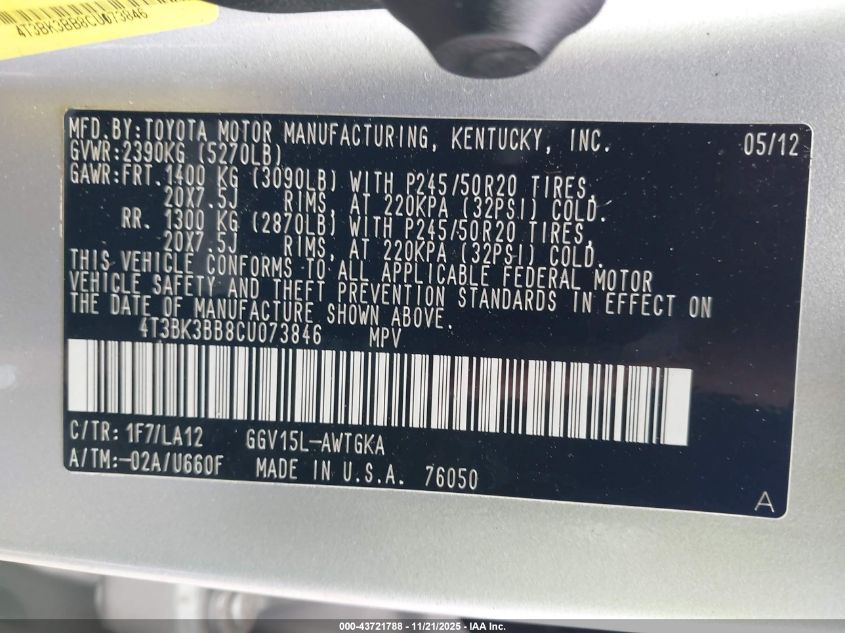 4T3BK3BB8CU073846
MFD.BY:TOYOTA MOTOR MANUFACTURING, KENTUCKY, INC. 05/12
GVWR:2390KG (5270LB)
GAWR:FRT. 1400 KG (3090LB) WITH P245/50R20 TIRES,
20X7.5J RIMS, AT 220KPA (32PSI) COLD.
RR. 1300 KG (2870LB) WITH P245/50R20 TIRES,
20X7.5J RIMS, AT 220KPA (32PSI) COLD.
THIS VEHICLE CONFORMS TO ALL APPLICABLE FEDERAL MOTOR
VEHICLE SAFETY AND THEFT PREVENTION STANDARDS IN EFFECT ON
THE DATE OF MANUFACTURE SHOWN ABOVE.
4T3BK3BB8CU073846 MPV
C/TR: 1F7/LA12 GGV15L-AWTGKA
A/TM:-02A/U660F MADE IN U.S.A. 76050
A
000-43721788 - 11/21/2025 - IAA Inc.